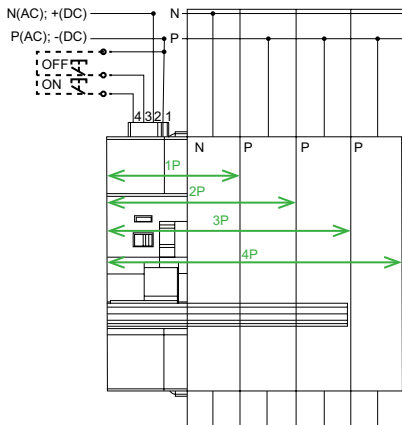 N(AC); +(DC) N
P(AC); -(DC) P
OFF
ON
4 3 2 1
N P P P
1P
2P
3P
4P